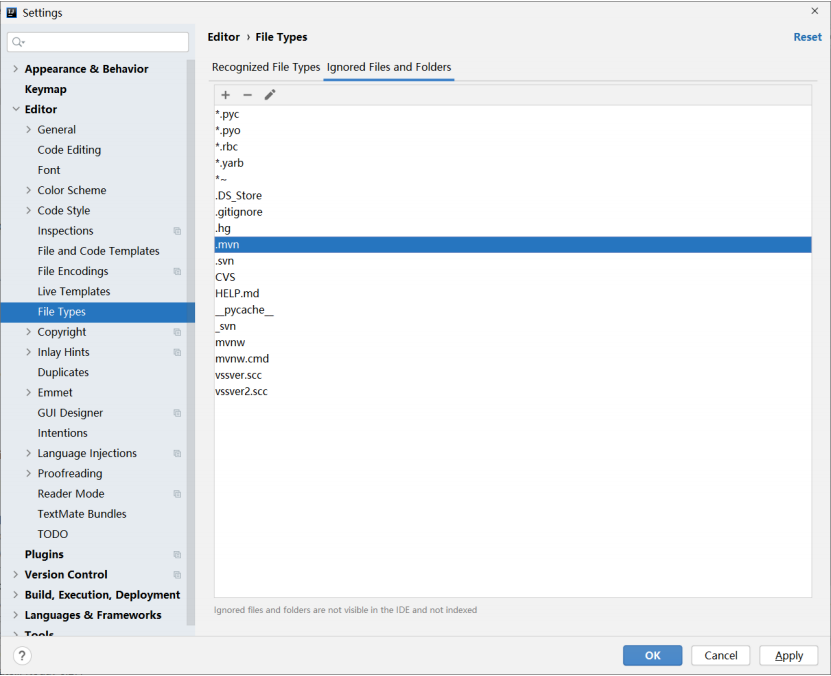 Settings
Editor › File Types
Reset
Appearance & Behavior
Keymap
Editor
General
Code Editing
Font
Color Scheme
Code Style
Inspections
File and Code Templates
File Encodings
Live Templates
File Types
Copyright
Inlay Hints
Duplicates
Emmet
GUI Designer
Intentions
Language Injections
Proofreading
Reader Mode
TextMate Bundles
TODO
Plugins
Version Control
Build, Execution, Deployment
Languages & Frameworks
Tools
Recognized File Types Ignored Files and Folders
*.pyc
*.pyo
*.rbc
*.yarb
*~
.DS_Store
.gitignore
.hg
.mvn
.svn
CVS
HELP.md
__pycache__
_svn
mvnw
mvnw.cmd
vssver.scc
vssver2.scc
Ignored files and folders are not visible in the IDE and not indexed
? OK Cancel Apply